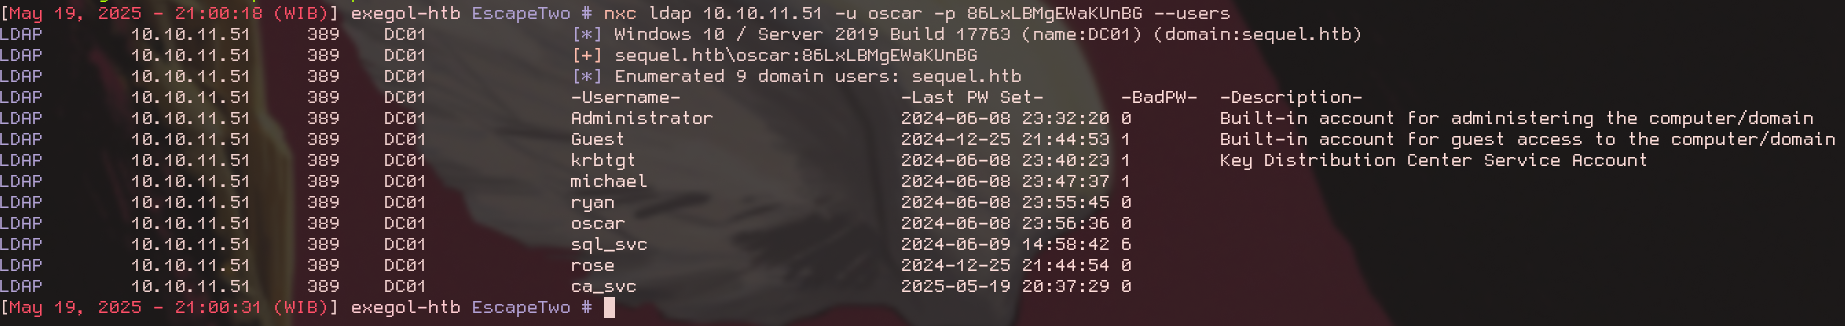 [May 19, 2025 - 21:00:18 (WIB)] exegol-htb EscapeTwo # nxc ldap 10.10.11.51 -u oscar -p 86LxLBMgEWaKUnBG --users
LDAP 10.10.11.51 389 DC01 [*] Windows 10 / Server 2019 Build 17763 (name:DC01) (domain:sequel.htb)
LDAP 10.10.11.51 389 DC01 [+] sequel.htb\oscar:86LxLBMgEWaKUnBG
LDAP 10.10.11.51 389 DC01 [*] Enumerated 9 domain users: sequel.htb
LDAP 10.10.11.51 389 DC01 -Username- -Last PW Set- -BadPW- -Description-
LDAP 10.10.11.51 389 DC01 Administrator 2024-06-08 23:32:20 0 Built-in account for administering the computer/domain
LDAP 10.10.11.51 389 DC01 Guest 2024-12-25 21:44:53 1 Built-in account for guest access to the computer/domain
LDAP 10.10.11.51 389 DC01 krbtgt 2024-06-08 23:40:23 1 Key Distribution Center Service Account
LDAP 10.10.11.51 389 DC01 michael 2024-06-08 23:47:37 1
LDAP 10.10.11.51 389 DC01 ryan 2024-06-08 23:55:45 0
LDAP 10.10.11.51 389 DC01 oscar 2024-06-08 23:56:36 0
LDAP 10.10.11.51 389 DC01 sql_svc 2024-06-09 14:58:42 6
LDAP 10.10.11.51 389 DC01 rose 2024-12-25 21:44:54 0
LDAP 10.10.11.51 389 DC01 ca_svc 2025-05-19 20:37:29 0
[May 19, 2025 - 21:00:31 (WIB)] exegol-htb EscapeTwo #